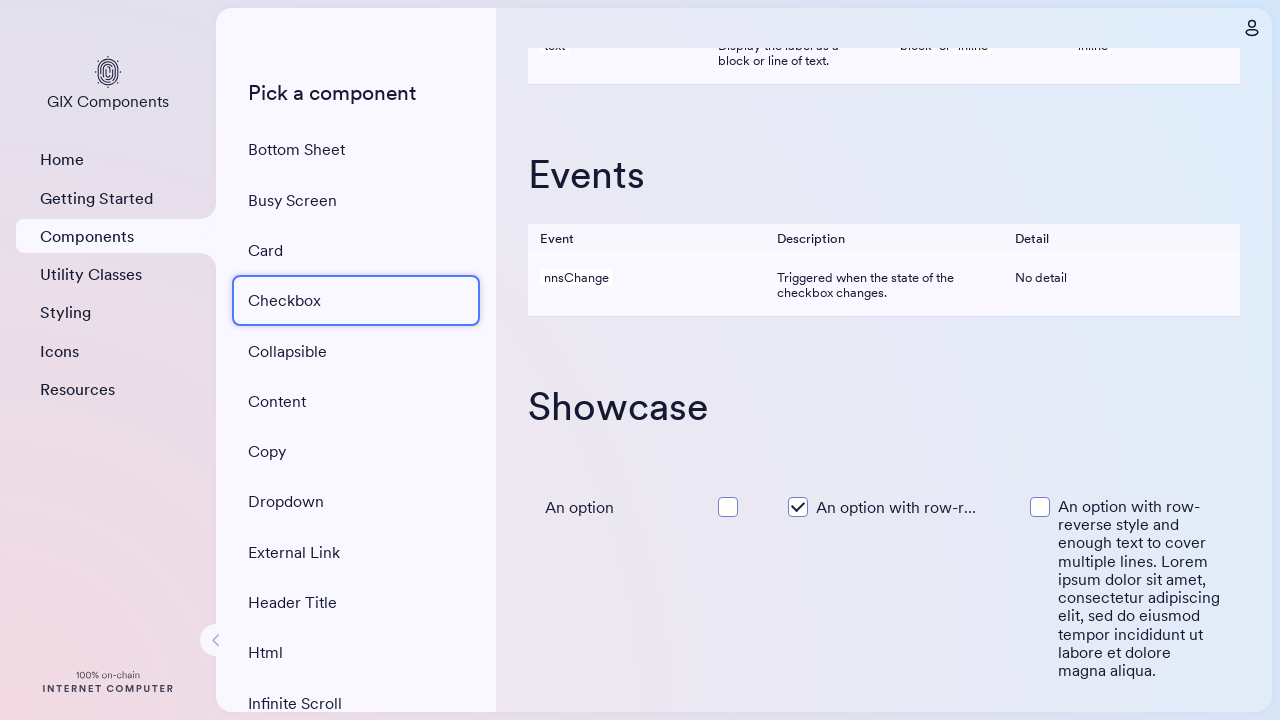 GIX Components
Home
Getting Started
Components
Utility Classes
Styling
Icons
Resources
100% on-chain
INTERNET COMPUTER
Pick a component
Bottom Sheet
Busy Screen
Card
Checkbox
Collapsible
Content
Copy
Dropdown
External Link
Header Title
Html
Infinite Scroll
text Display the label as a block or line of text. block or inline inline
Events
Event Description Detail
nnsChange Triggered when the state of the checkbox changes. No detail
Showcase
An option
An option with row-r...
An option with row-
reverse style and
enough text to cover
multiple lines. Lorem
ipsum dolor sit amet,
consectetur adipiscing
elit, sed do eiusmod
tempor incididunt ut
labore et dolore
magna aliqua.